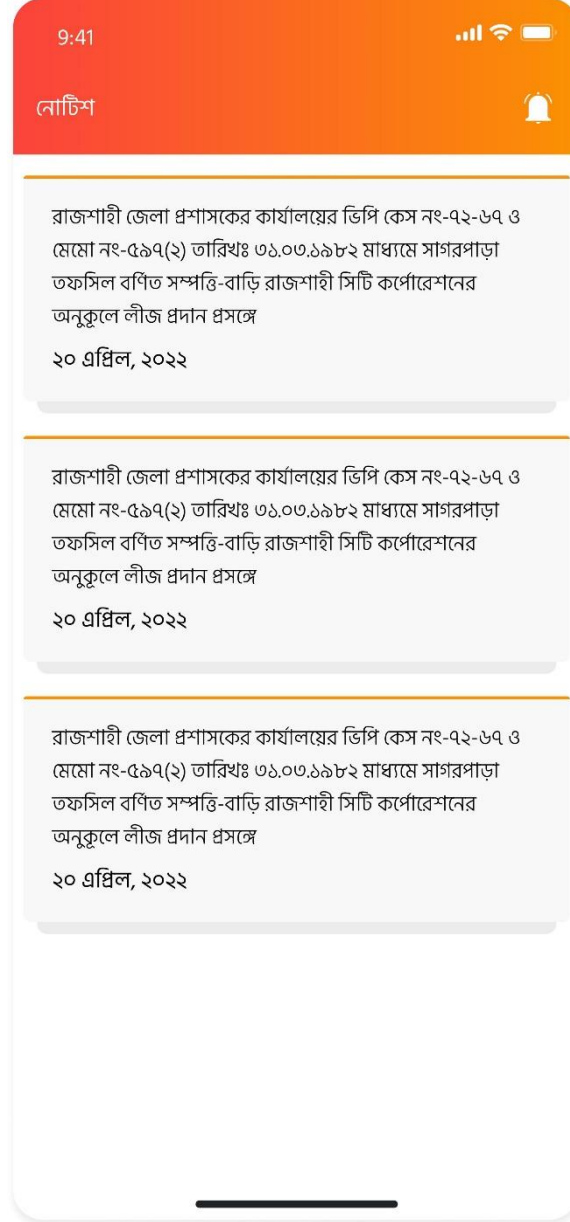 9:41
নোটিশ
রাজশাহী জেলা প্রশাসকের কার্যালয়ের ভিপি কেস নং-৭২-৬৭ ও
মেমো নং-৫৯৭(২) তারিখঃ ৩১.০৩.১৯৮২ মাধ্যমে সাগরপাড়া
তফসিল বর্ণিত সম্পত্তি-বাড়ি রাজশাহী সিটি কর্পোরেশনের
অনুকূলে লীজ প্রদান প্রসঙ্গে
২০ এপ্রিল, ২০২২
রাজশাহী জেলা প্রশাসকের কার্যালয়ের ভিপি কেস নং-৭২-৬৭ ও
মেমো নং-৫৯৭(২) তারিখঃ ৩১.০৩.১৯৮২ মাধ্যমে সাগরপাড়া
তফসিল বর্ণিত সম্পত্তি-বাড়ি রাজশাহী সিটি কর্পোরেশনের
অনুকূলে লীজ প্রদান প্রসঙ্গে
২০ এপ্রিল, ২০২২
রাজশাহী জেলা প্রশাসকের কার্যালয়ের ভিপি কেস নং-৭২-৬৭ ও
মেমো নং-৫৯৭(২) তারিখঃ ৩১.০৩.১৯৮২ মাধ্যমে সাগরপাড়া
তফসিল বর্ণিত সম্পত্তি-বাড়ি রাজশাহী সিটি কর্পোরেশনের
অনুকূলে লীজ প্রদান প্রসঙ্গে
২০ এপ্রিল, ২০২২